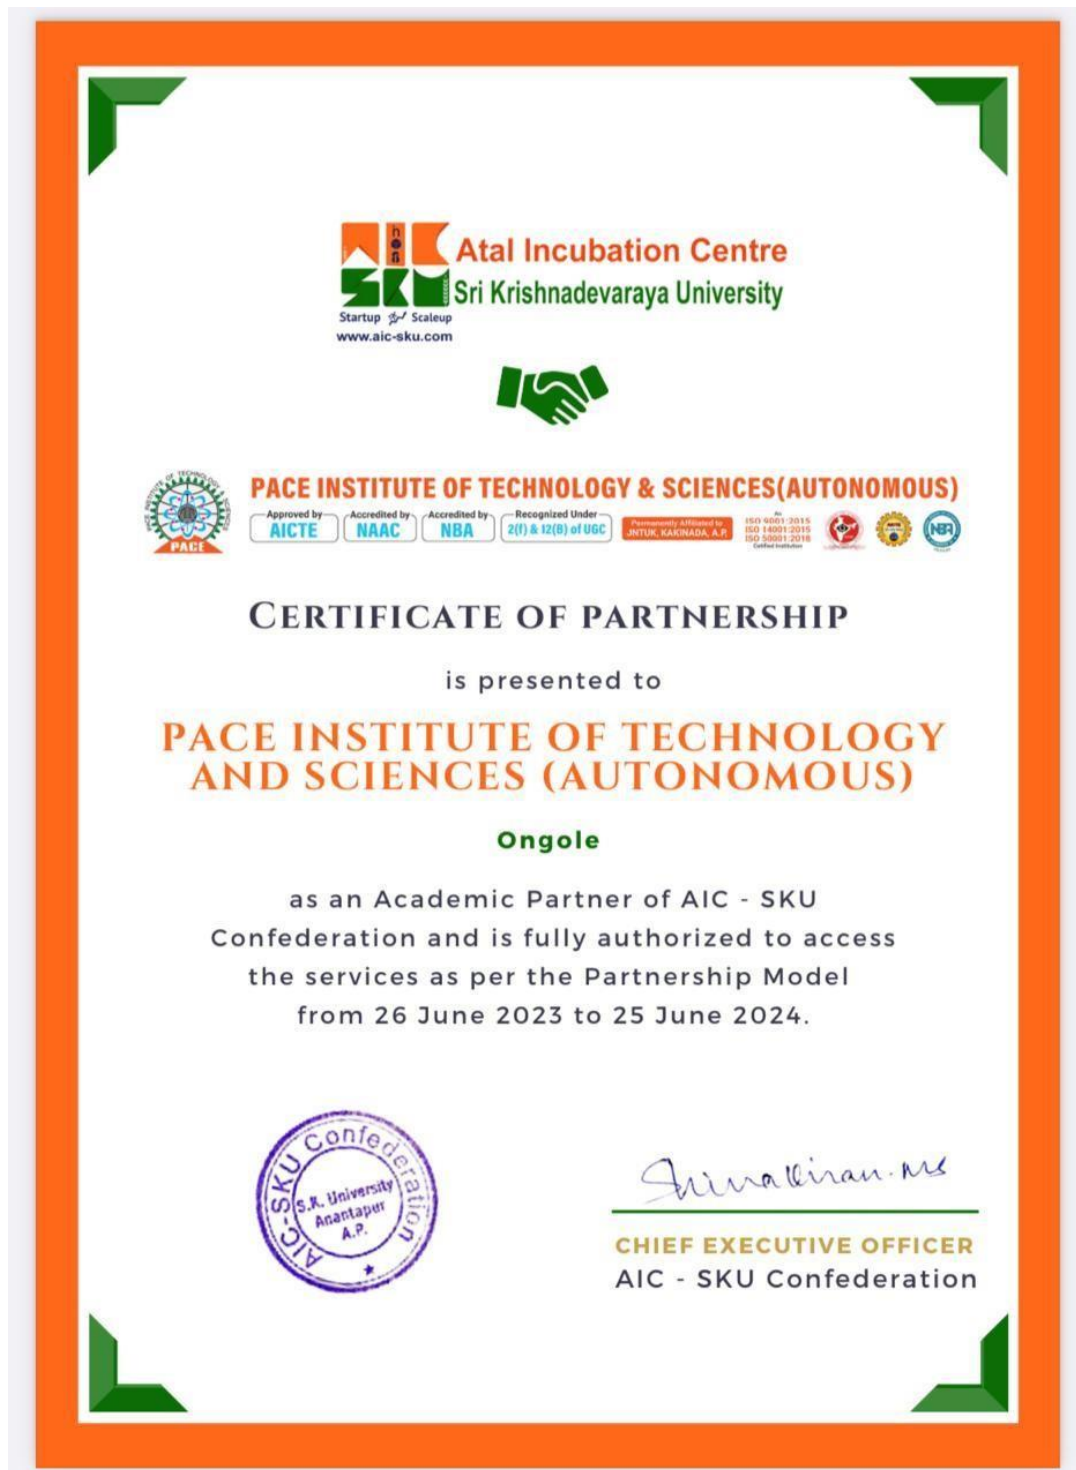 Atal Incubation Centre
Sri Krishnadevaraya University
Startup Scaleup
www.aic-sku.com
PACE INSTITUTE OF TECHNOLOGY & SCIENCES(AUTONOMOUS)
Approved by Accredited by Accredited by Recognized Under
AICTE NAAC NBA 2(f) & 12(B) of UGC
Permanently Affiliated to
JNTUK, KAKINADA, A.P.
An
ISO 9001:2015
ISO 14001:2015
ISO 50001:2018
Certified Institution
PACE
NBA
CERTIFICATE OF PARTNERSHIP
is presented to
PACE INSTITUTE OF TECHNOLOGY
AND SCIENCES (AUTONOMOUS)
Ongole
as an Academic Partner of AIC - SKU
Confederation and is fully authorized to access
the services as per the Partnership Model
from 26 June 2023 to 25 June 2024.
AIC-SKU Confederation
S.K. University
Anantapur
A.P.
CHIEF EXECUTIVE OFFICER
AIC - SKU Confederation